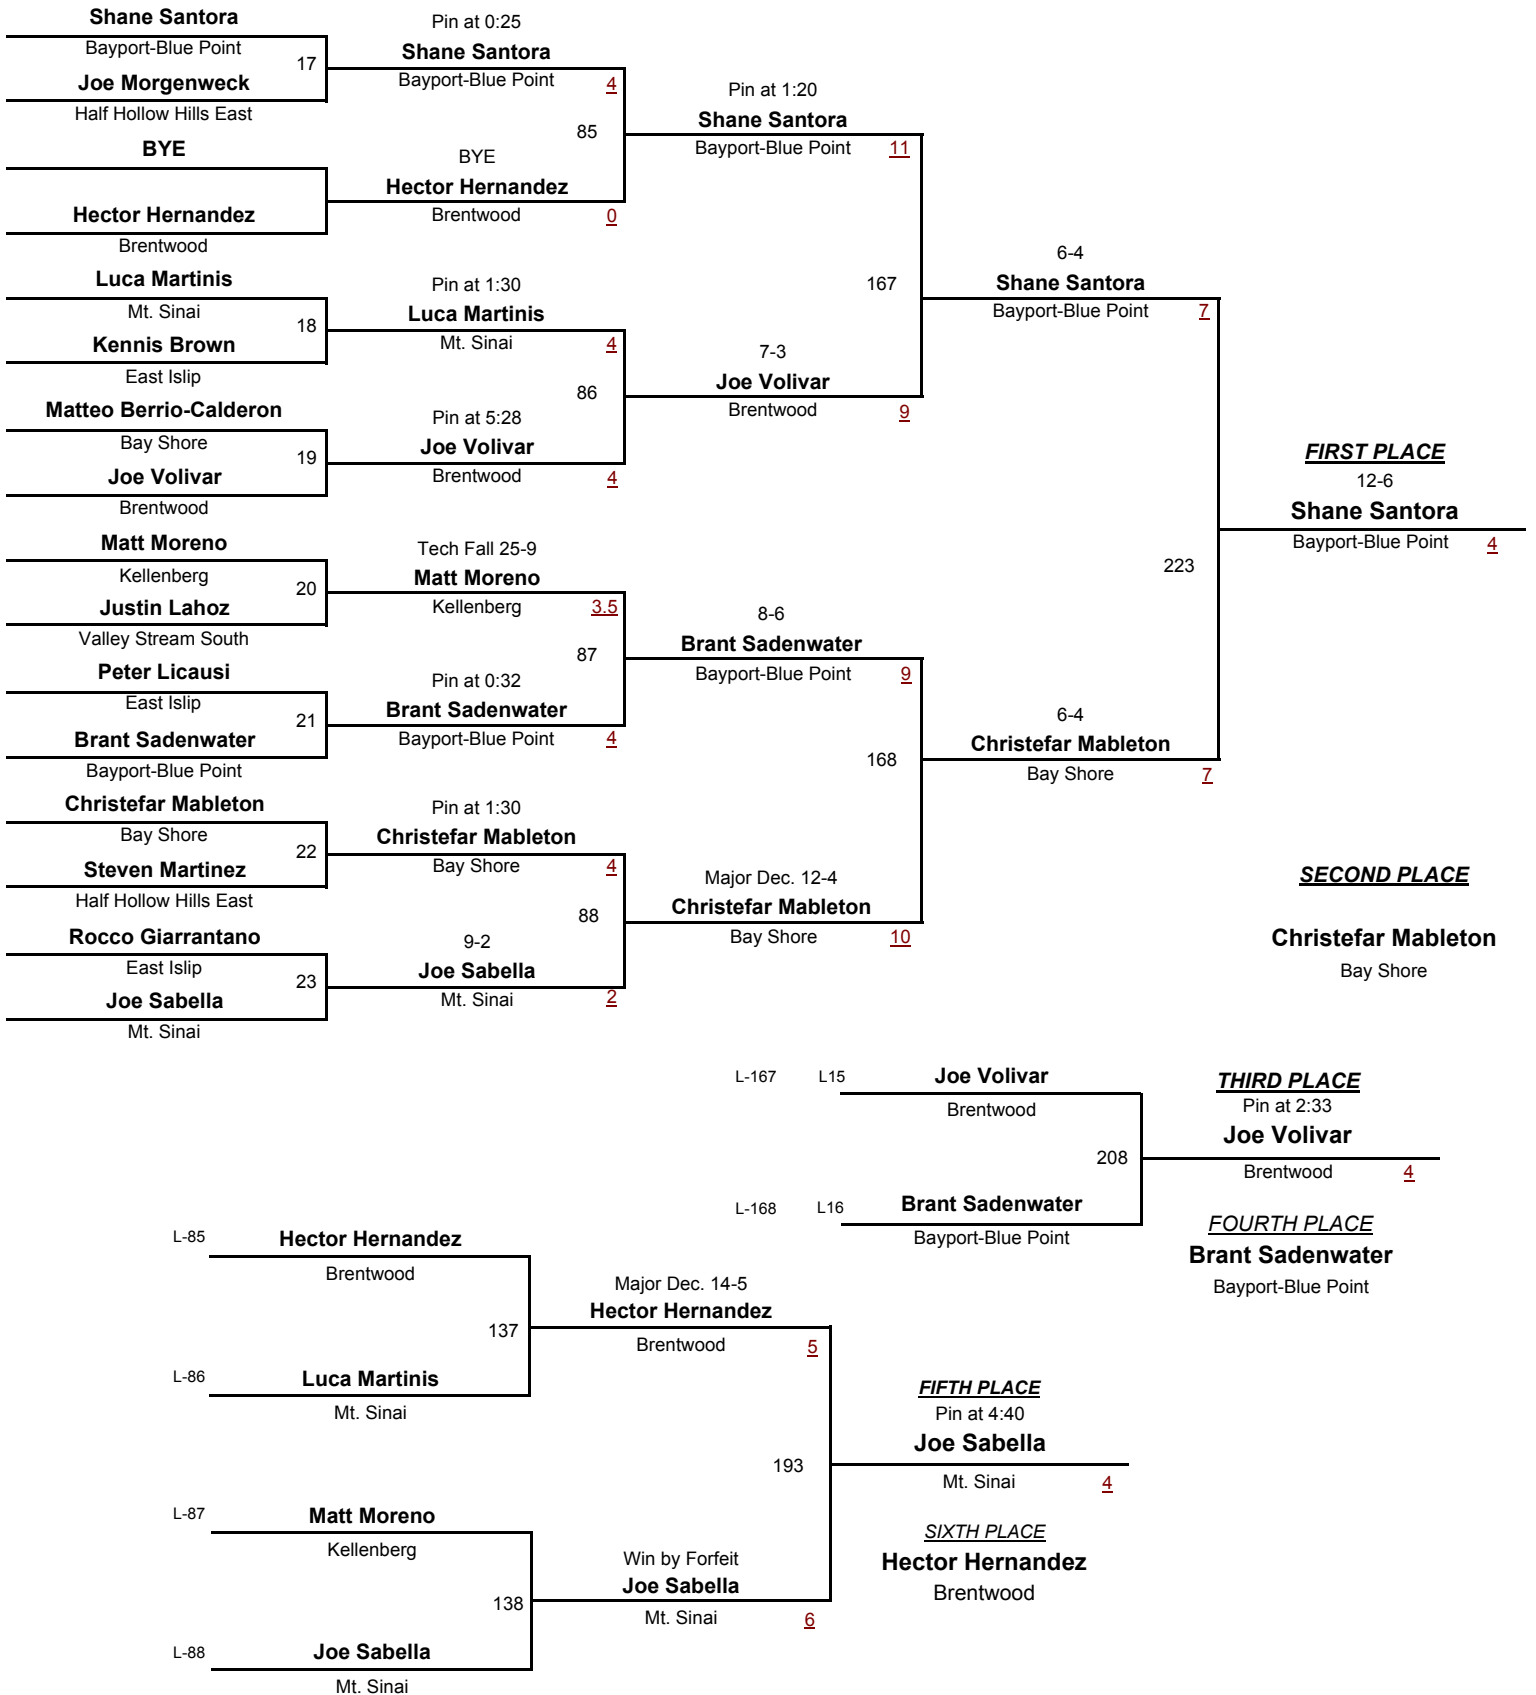 Shane Santora
Bayport-Blue Point
17
Joe Morgenweck
Half Hollow Hills East
BYE
Hector Hernandez
Brentwood
Luca Martinis
Mt. Sinai
18
Kennis Brown
East Islip
Matteo Berrio-Calderon
Bay Shore
19
Joe Volivar
Brentwood
Matt Moreno
Kellenberg
20
Justin Lahoz
Valley Stream South
Peter Licausi
East Islip
21
Brant Sadenwater
Bayport-Blue Point
Christefar Mableton
Bay Shore
22
Steven Martinez
Half Hollow Hills East
Rocco Giarrantano
East Islip
23
Joe Sabella
Mt. Sinai
Pin at 0:25
Shane Santora
Bayport-Blue Point 4
85
BYE
Hector Hernandez
Brentwood 0
Pin at 1:30
Luca Martinis
Mt. Sinai 4
86
Pin at 5:28
Joe Volivar
Brentwood 4
Tech Fall 25-9
Matt Moreno
Kellenberg 3.5
87
Pin at 0:32
Brant Sadenwater
Bayport-Blue Point 4
Pin at 1:30
Christefar Mableton
Bay Shore 4
88
9-2
Joe Sabella
Mt. Sinai 2
Pin at 1:20
Shane Santora
Bayport-Blue Point 11
167
7-3
Joe Volivar
Brentwood 9
8-6
Brant Sadenwater
Bayport-Blue Point 9
168
Major Dec. 12-4
Christefar Mableton
Bay Shore 10
6-4
Shane Santora
Bayport-Blue Point 7
223
6-4
Christefar Mableton
Bay Shore 7
FIRST PLACE
12-6
Shane Santora
Bayport-Blue Point 4
SECOND PLACE
Christefar Mableton
Bay Shore
L-167 L15 Joe Volivar
Brentwood
208
L-168 L16 Brant Sadenwater
Bayport-Blue Point
THIRD PLACE
Pin at 2:33
Joe Volivar
Brentwood 4
FOURTH PLACE
Brant Sadenwater
Bayport-Blue Point
L-85 Hector Hernandez
Brentwood
137
L-86 Luca Martinis
Mt. Sinai
L-87 Matt Moreno
Kellenberg
138
L-88 Joe Sabella
Mt. Sinai
Major Dec. 14-5
Hector Hernandez
Brentwood 5
193
Win by Forfeit
Joe Sabella
Mt. Sinai 6
FIFTH PLACE
Pin at 4:40
Joe Sabella
Mt. Sinai 4
SIXTH PLACE
Hector Hernandez
Brentwood